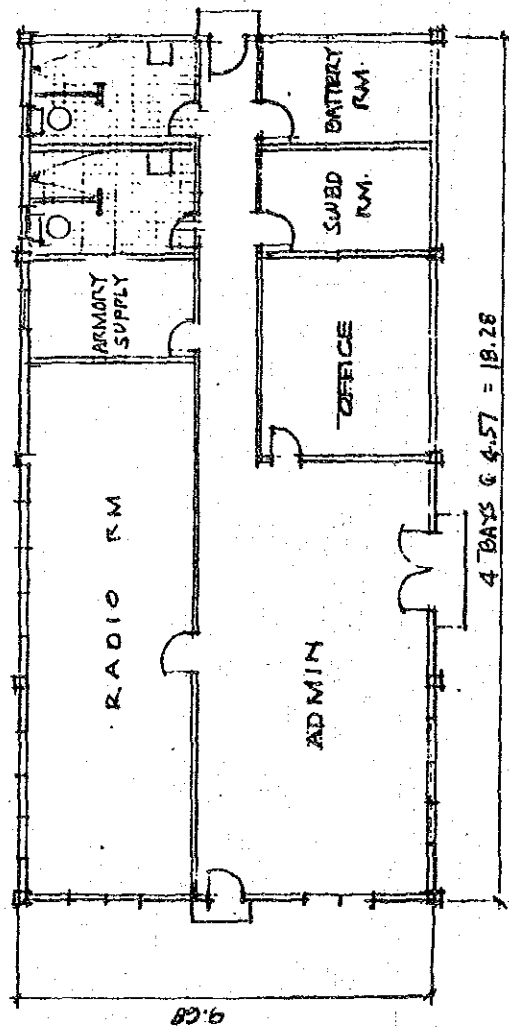 RADIO RM
ARMORY
SUPPLY
ADMIN
OFFICE
SWBD
RM.
BATTERY
RM.
4 BAYS @ 4.57 = 18.28
9.68